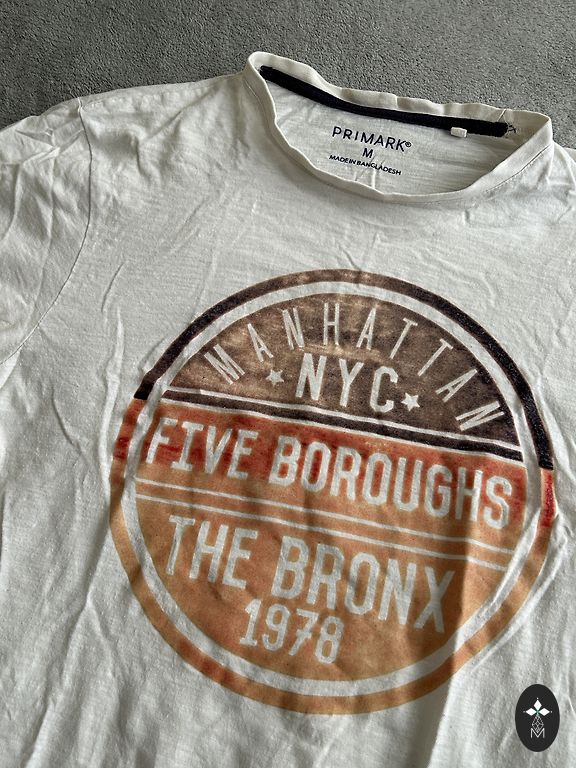 PRIMARK®
M
MADE IN BANGLADESH
MANHATTAN
NYC
FIVE BOROUGHS
THE BRONX
1978
M